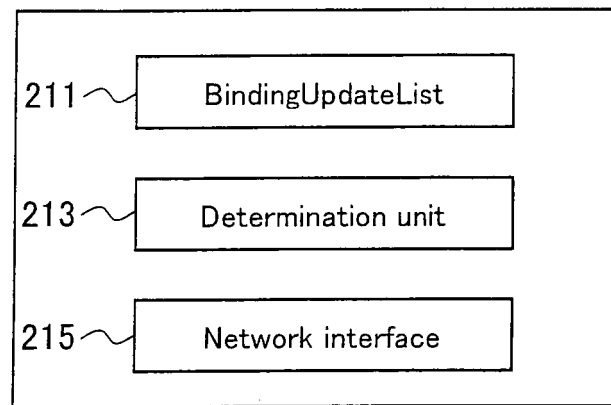 211 BindingUpdateList
213 Determination unit
215 Network interface